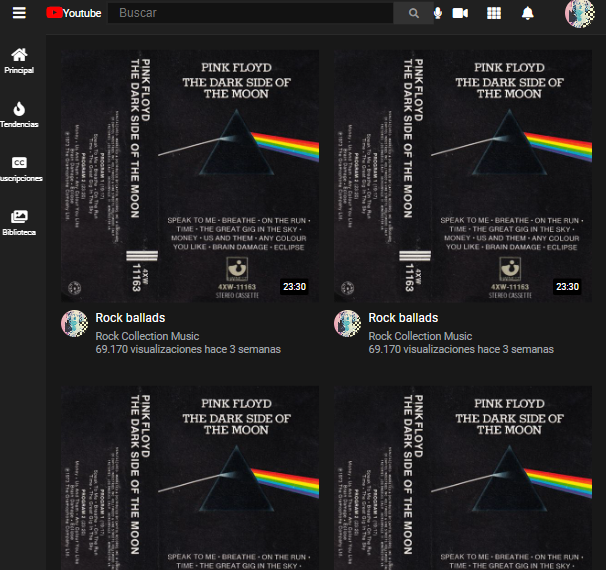 Youtube
Buscar
Principal
Tendencias
uscripciones
Biblioteca
PINK FLOYD
THE DARK SIDE OF THE MOON
PINK FLOYD
THE DARK SIDE OF
THE MOON
SPEAK TO ME • BREATHE • ON THE RUN •
TIME • THE GREAT GIG IN THE SKY •
MONEY • US AND THEM • ANY COLOUR
YOU LIKE • BRAIN DAMAGE • ECLIPSE
4XW
11163
4XW-11163
STEREO CASSETTE
23:30
Rock ballads
Rock Collection Music
69.170 visualizaciones hace 3 semanas
PINK FLOYD
THE DARK SIDE OF THE MOON
PINK FLOYD
THE DARK SIDE OF
THE MOON
SPEAK TO ME • BREATHE • ON THE RUN •
TIME • THE GREAT GIG IN THE SKY •
MONEY • US AND THEM • ANY COLOUR
YOU LIKE • BRAIN DAMAGE • ECLIPSE
4XW
11163
4XW-11163
STEREO CASSETTE
23:30
Rock ballads
Rock Collection Music
69.170 visualizaciones hace 3 semanas
PINK FLOYD
THE DARK SIDE OF THE MOON
PINK FLOYD
THE DARK SIDE OF
THE MOON
SPEAK TO ME • BREATHE • ON THE RUN •
TIME • THE GREAT GIG IN THE SKY •
PINK FLOYD
THE DARK SIDE OF THE MOON
PINK FLOYD
THE DARK SIDE OF
THE MOON
SPEAK TO ME • BREATHE • ON THE RUN •
TIME • THE GREAT GIG IN THE SKY •